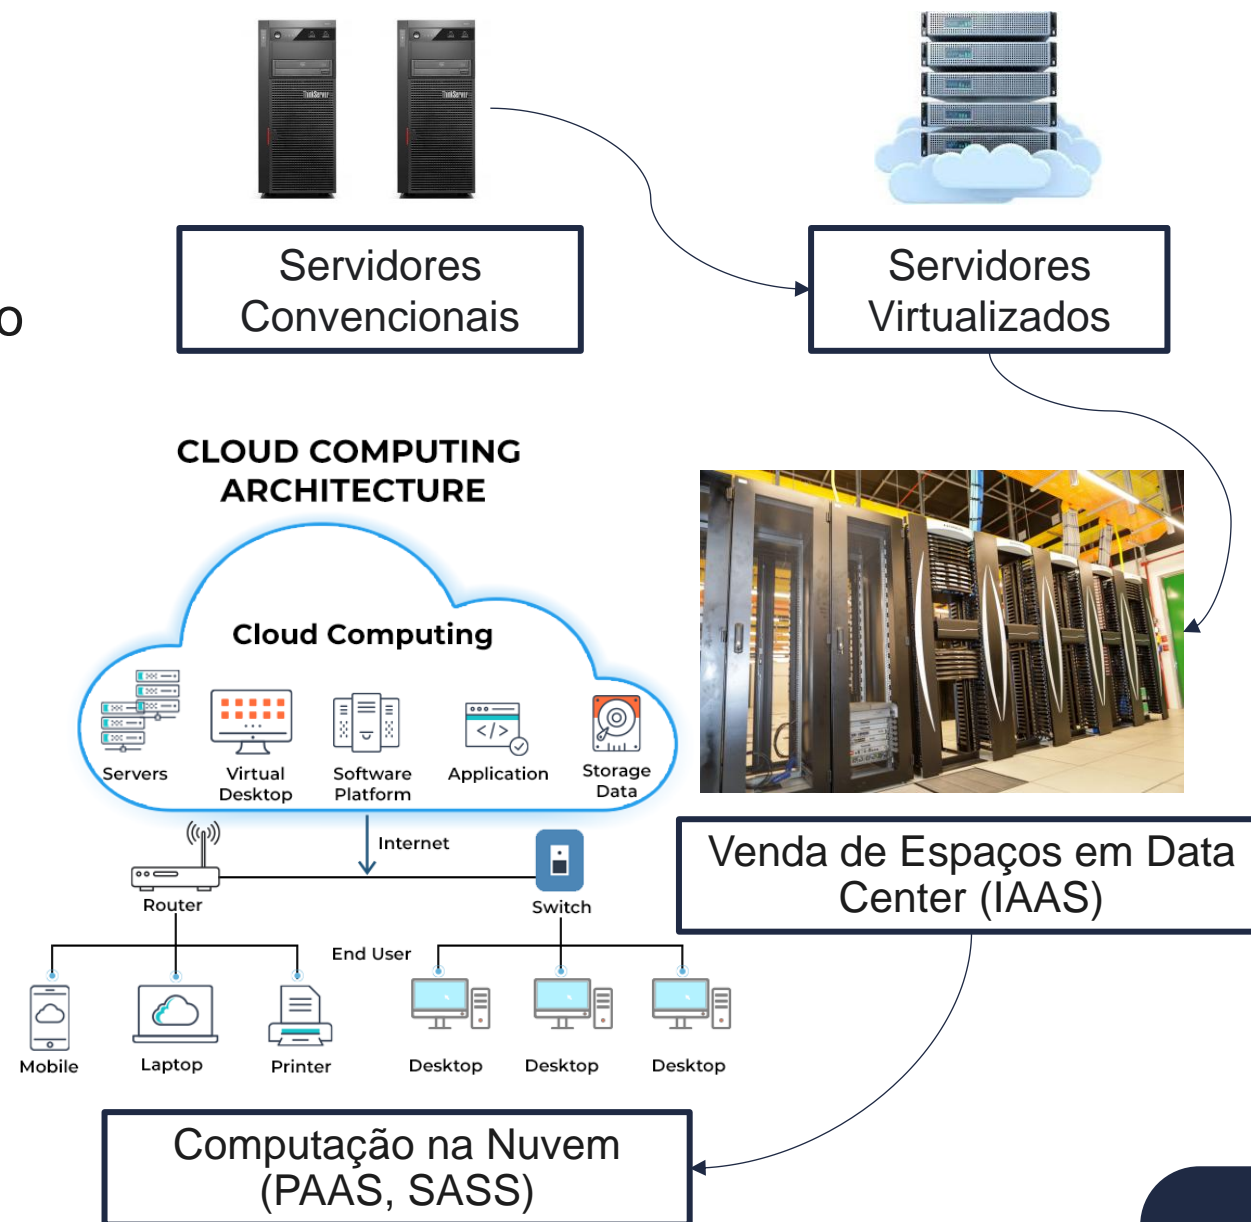 ThinkServer
ThinkServer
Servidores
Convencionais
Servidores
Virtualizados
o
CLOUD COMPUTING
ARCHITECTURE
Cloud Computing
Servers
Virtual
Desktop
Software
Platform
</>
Application
Storage
Data
Internet
Router
Switch
End User
Mobile
Laptop
Printer
Desktop
Desktop
Desktop
Venda de Espaços em Data
Center (IAAS)
Computação na Nuvem
(PAAS, SASS)